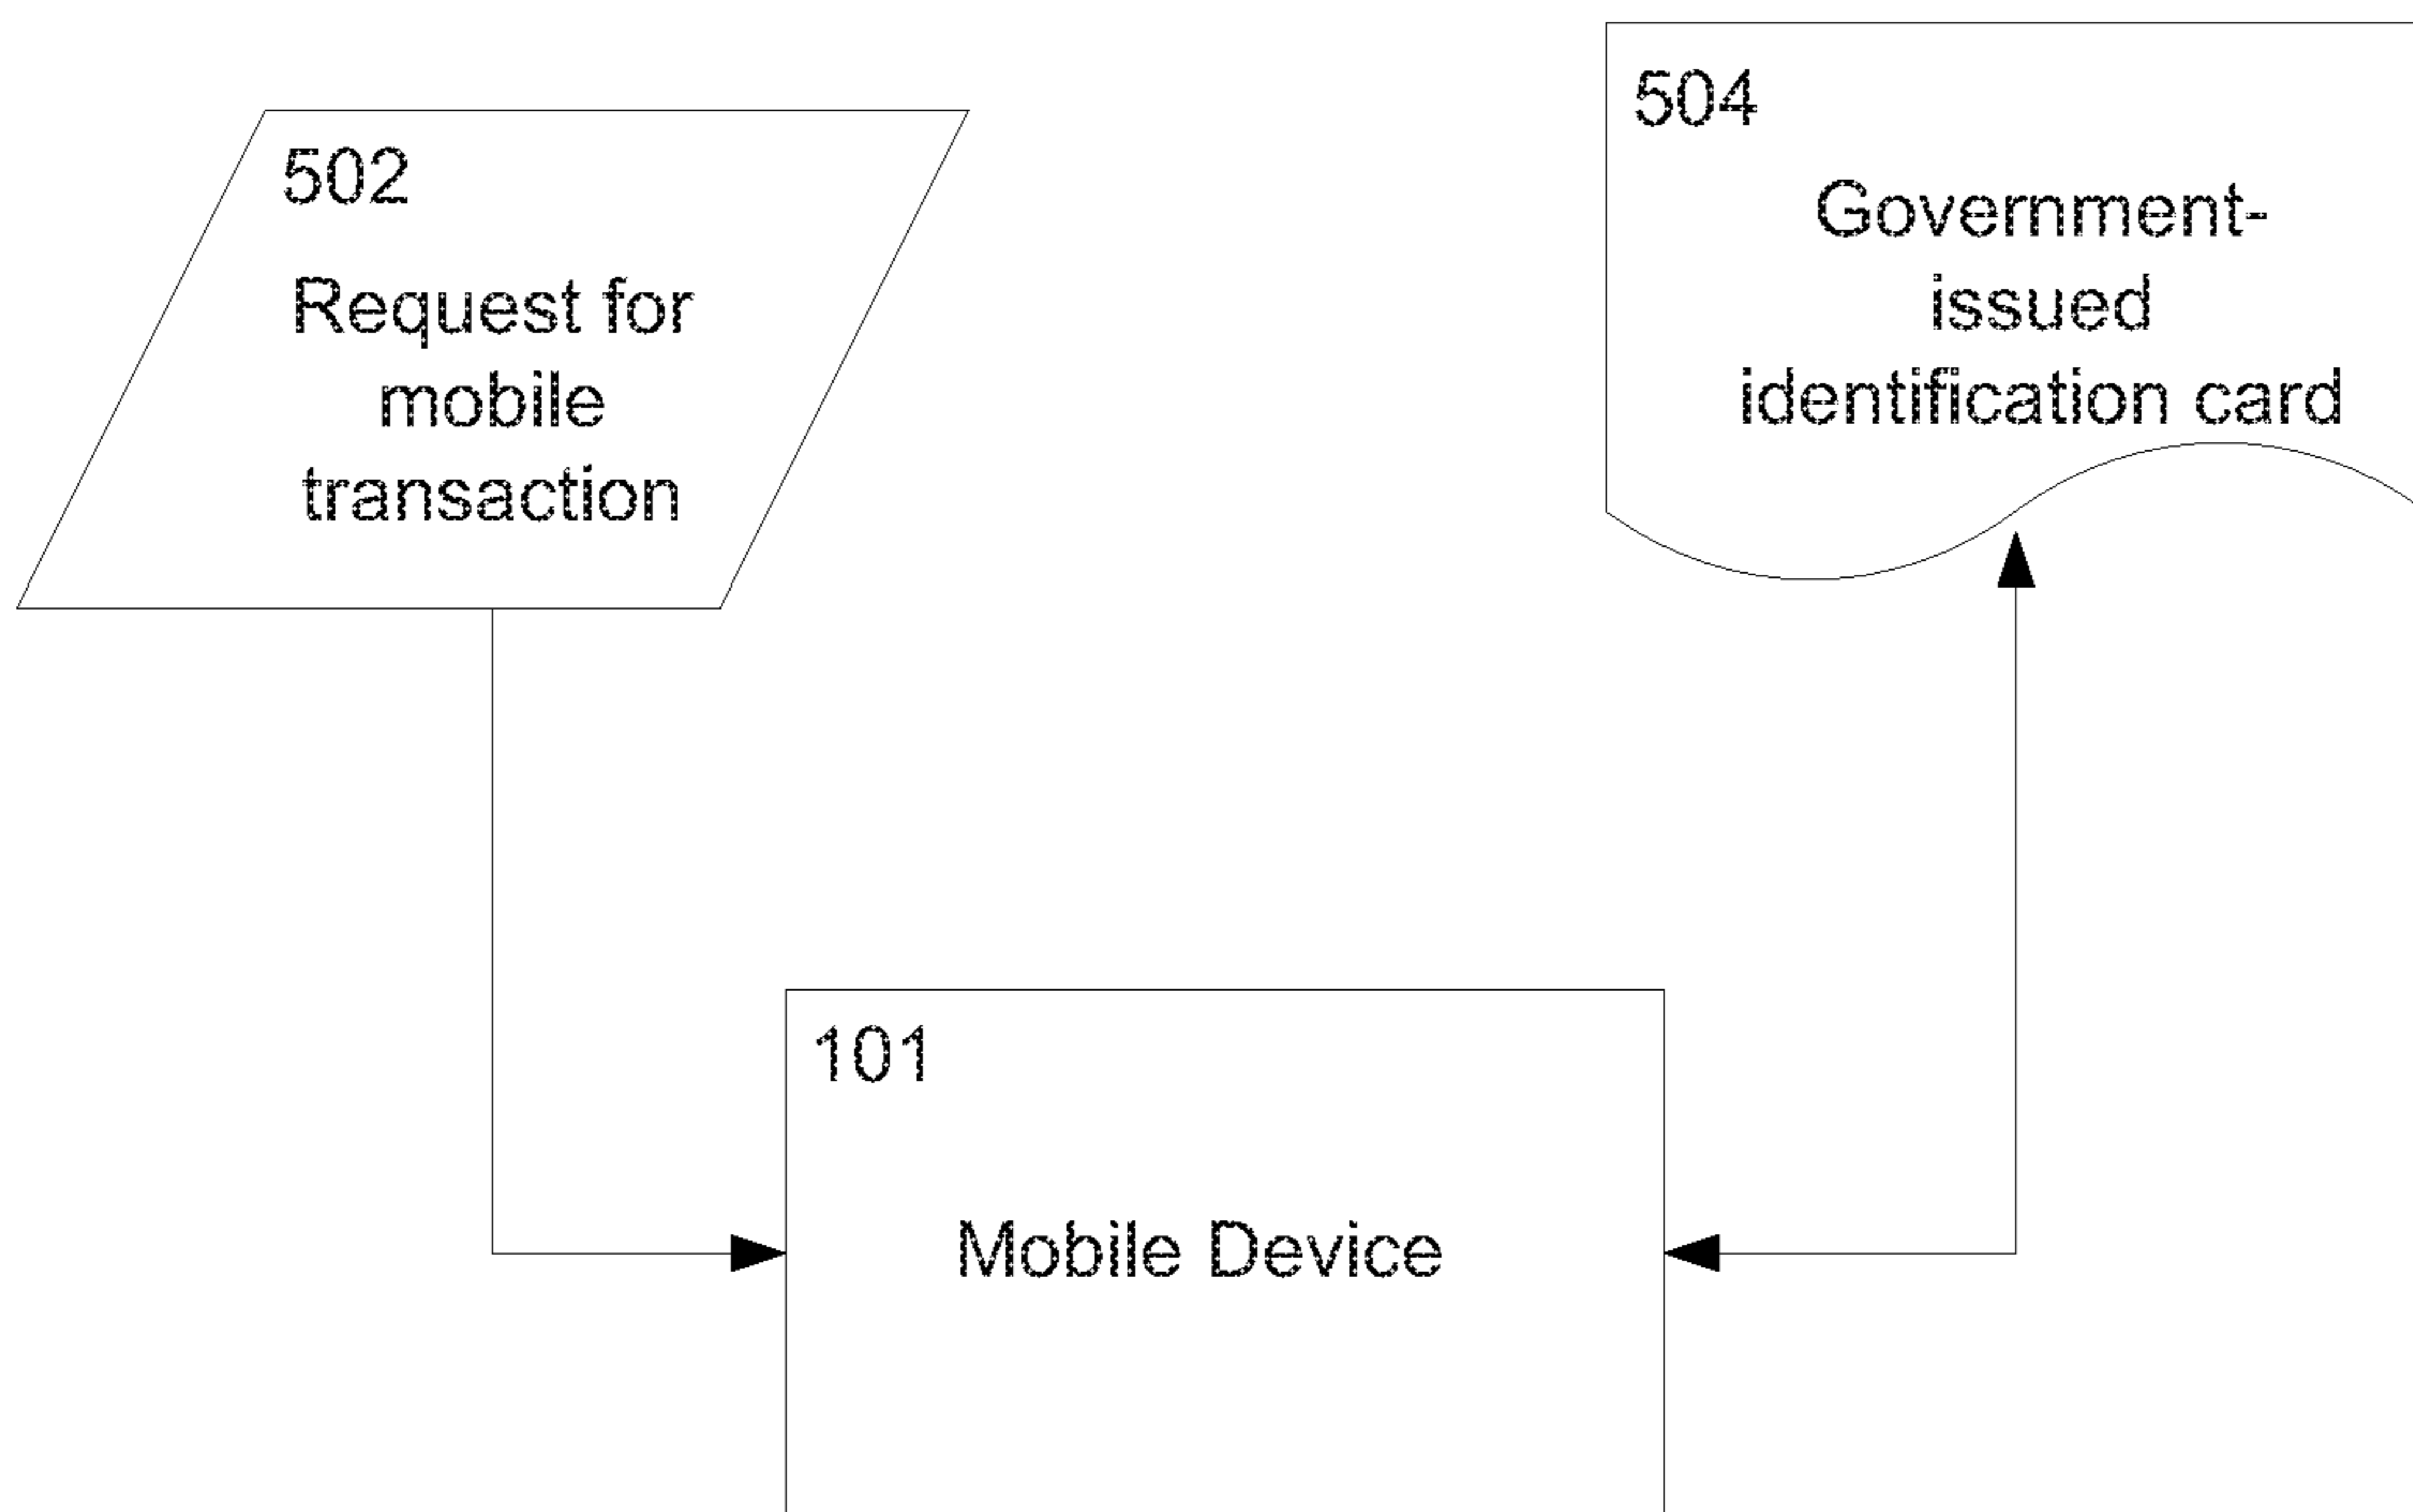 502
Request for
mobile
transaction
504
Government-
issued
identification card
101
Mobile Device